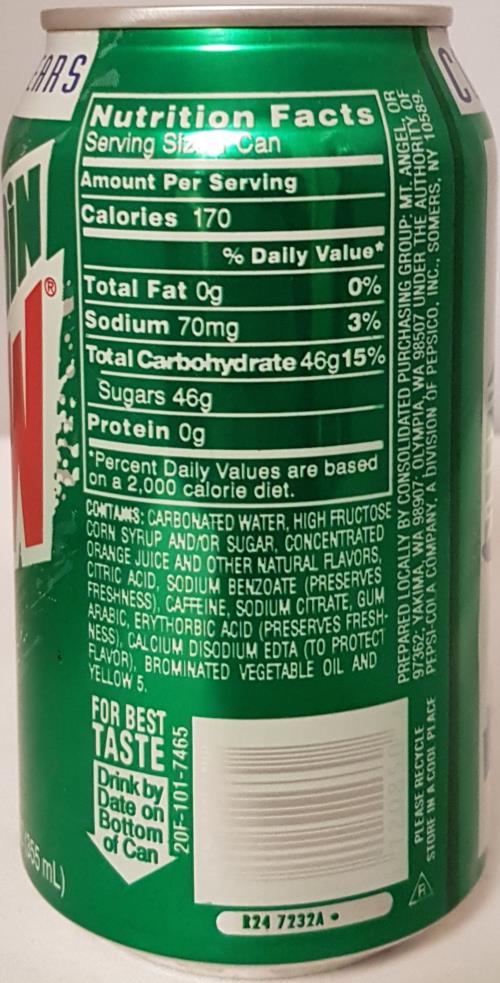 EARS
Nutrition Facts
Serving Can
Amount Per Serving
Calories 170
% Daily Value*
Total Fat 0g 0%
Sodium 70mg 3%
Total Carbohydrate 46g 15%
Sugars 46g
Protein 0g
*Percent Daily Values are based
on a 2,000 calorie diet.
CONTAINS: CARBONATED WATER, HIGH FRUCTOSE
CORN SYRUP AND/OR SUGAR, CONCENTRATED
ORANGE JUICE AND OTHER NATURAL FLAVORS,
CITRIC ACID, SODIUM BENZOATE (PRESERVES
FRESHNESS), CAFFEINE, SODIUM CITRATE, GUM
ARABIC, ERYTHORBIC ACID (PRESERVES FRESH-
NESS), CALCIUM DISODIUM EDTA (TO PROTECT
FLAVOR), BROMINATED VEGETABLE OIL AND
YELLOW 5.
FOR BEST
TASTE
Drink by
Date on
Bottom
of Can
20F-101-7465
R24 7232A
PREPARED LOCALLY BY CONSOLIDATED PURCHASING GROUP: MT. ANGEL, OR
97362; YAKIMA, WA 98907; OLYMPIA, WA 98507 UNDER THE AUTHORITY OF
PEPSI-COLA COMPANY, A DIVISION OF PEPSICO, INC., SOMERS, NY 10589.
PLEASE RECYCLE
STORE IN A COOL PLACE
®
355 mL)